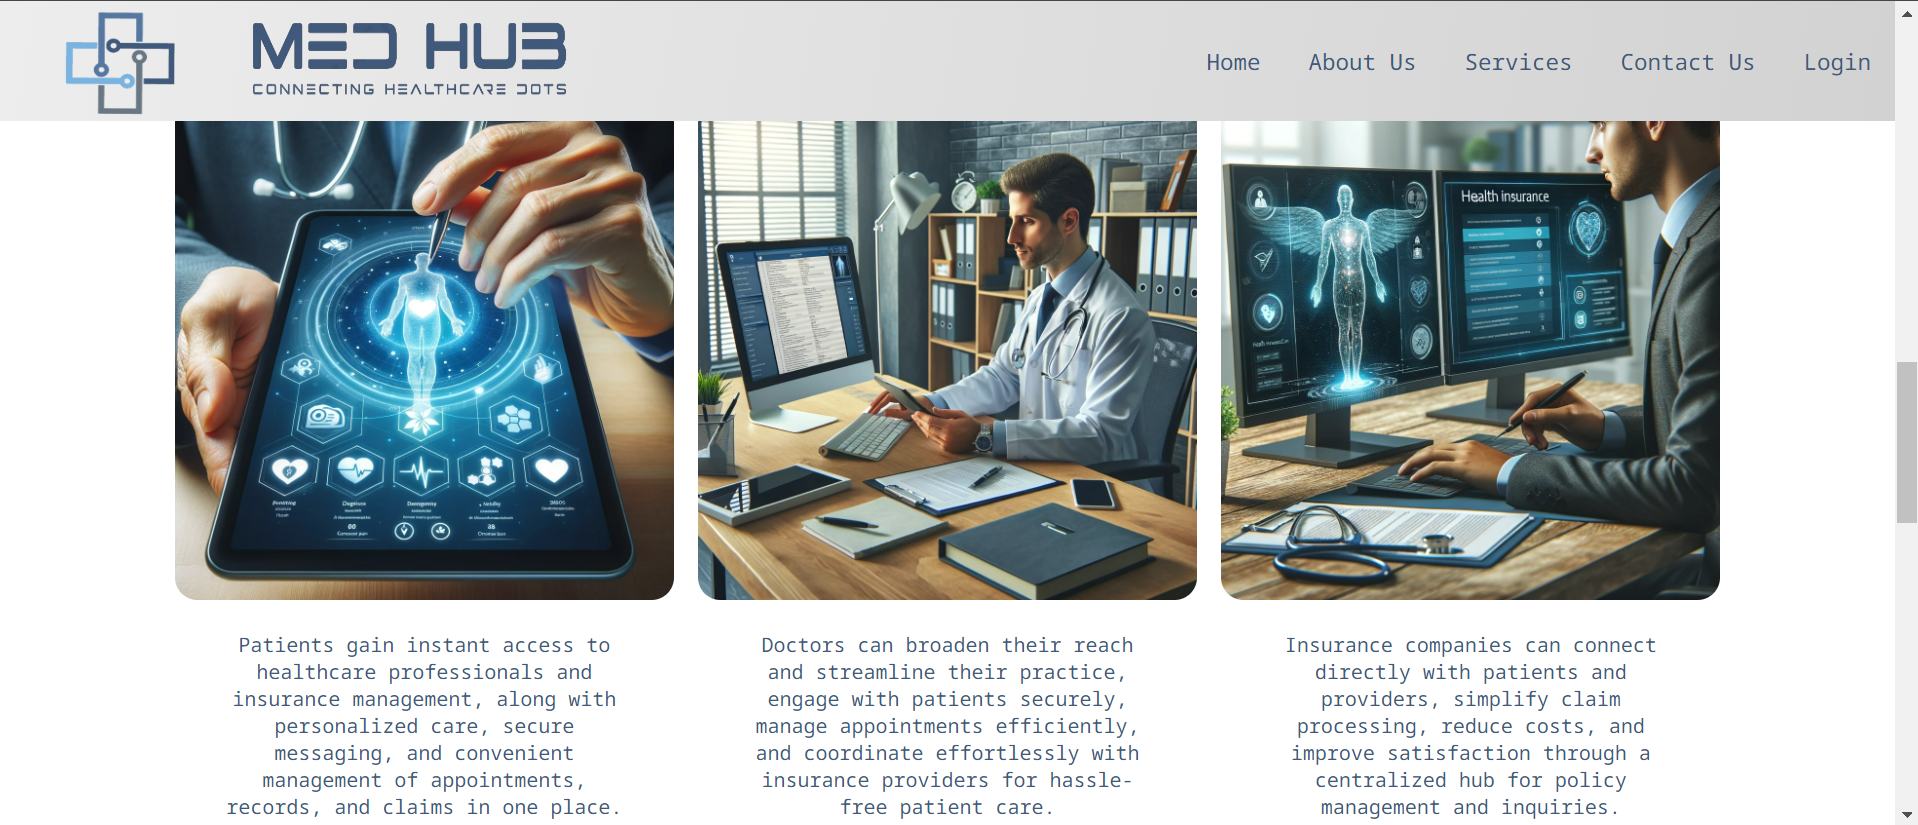 MED HUB
CONNECTING HEALTHCARE DOTS
Home About Us Services Contact Us Login
Health insurance
Patients gain instant access to
healthcare professionals and
insurance management, along with
personalized care, secure
messaging, and convenient
management of appointments,
records, and claims in one place.
Doctors can broaden their reach
and streamline their practice,
engage with patients securely,
manage appointments efficiently,
and coordinate effortlessly with
insurance providers for hassle-
free patient care.
Insurance companies can connect
directly with patients and
providers, simplify claim
processing, reduce costs, and
improve satisfaction through a
centralized hub for policy
management and inquiries.